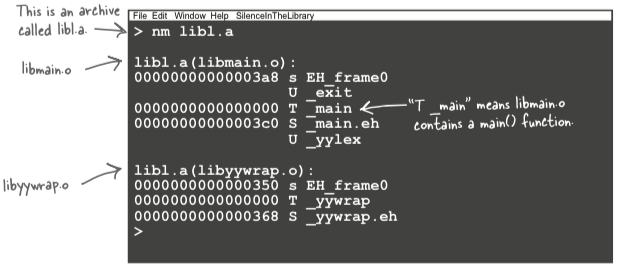 This is an archive
called libl.a.
File Edit Window Help SilenceInTheLibrary
> nm libl.a
libl.a(libmain.o):
libmain.o
00000000000003a8 s EH_frame0
U _exit
0000000000000000 T _main
"T _main" means libmain.o
contains a main() function.
00000000000003c0 S _main.eh
U _yylex
libl.a(libyywrap.o):
libyywrap.o
0000000000000350 s EH_frame0
0000000000000000 T _yywrap
0000000000000368 S _yywrap.eh
>